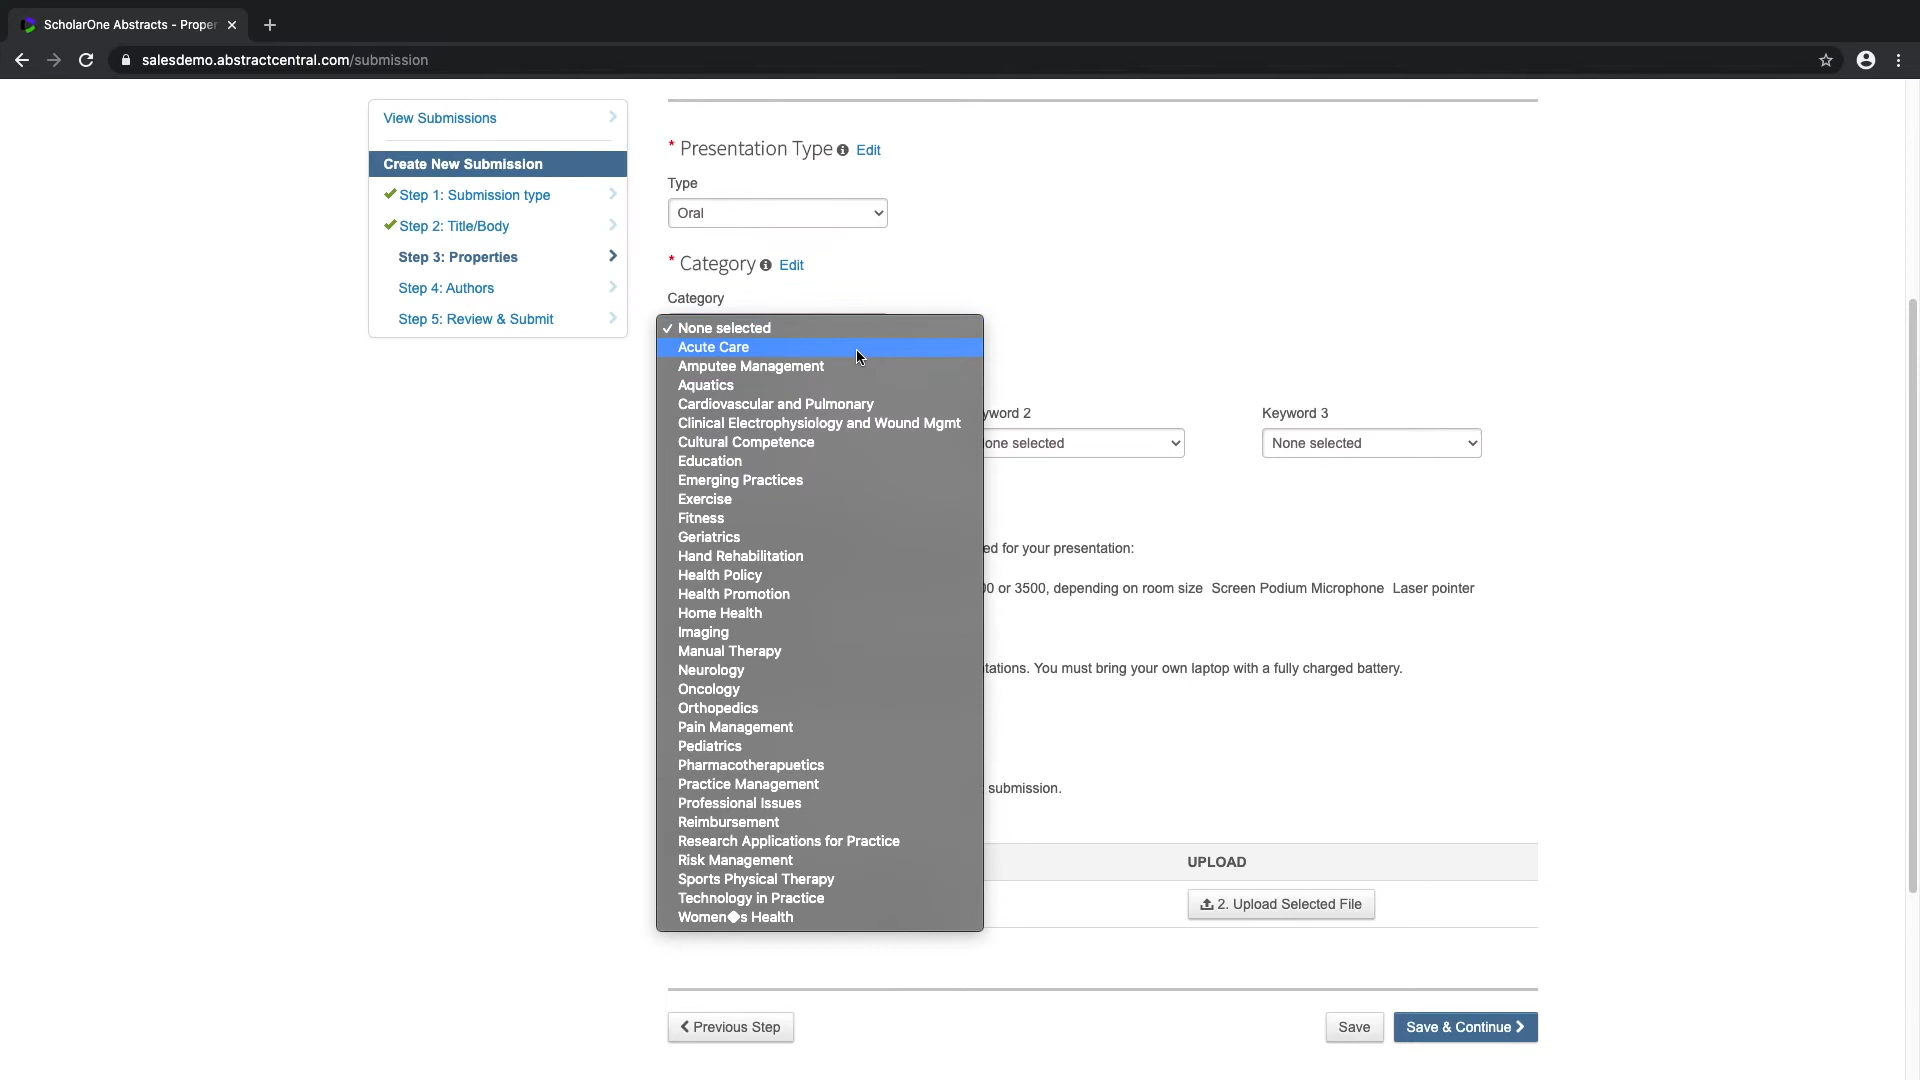 ScholarOne Abstracts - Proper
salesdemo.abstractcentral.com/submission
View Submissions
Create New Submission
Step 1: Submission type
Step 2: Title/Body
Step 3: Properties
Step 4: Authors
Step 5: Review & Submit
* Presentation Type Edit
Type
Oral
* Category Edit
Category
None selected
Acute Care
Amputee Management
Aquatics
Cardiovascular and Pulmonary
Clinical Electrophysiology and Wound Mgmt
Cultural Competence
Education
Emerging Practices
Exercise
Fitness
Geriatrics
Hand Rehabilitation
Health Policy
Health Promotion
Home Health
Imaging
Manual Therapy
Neurology
Oncology
Orthopedics
Pain Management
Pediatrics
Pharmacotherapuetics
Practice Management
Professional Issues
Reimbursement
Research Applications for Practice
Risk Management
Sports Physical Therapy
Technology in Practice
Women�s Health
yword 2
one selected
Keyword 3
None selected
ed for your presentation:
00 or 3500, depending on room size Screen Podium Microphone Laser pointer
tations. You must bring your own laptop with a fully charged battery.
submission.
UPLOAD
2. Upload Selected File
Previous Step
Save
Save & Continue